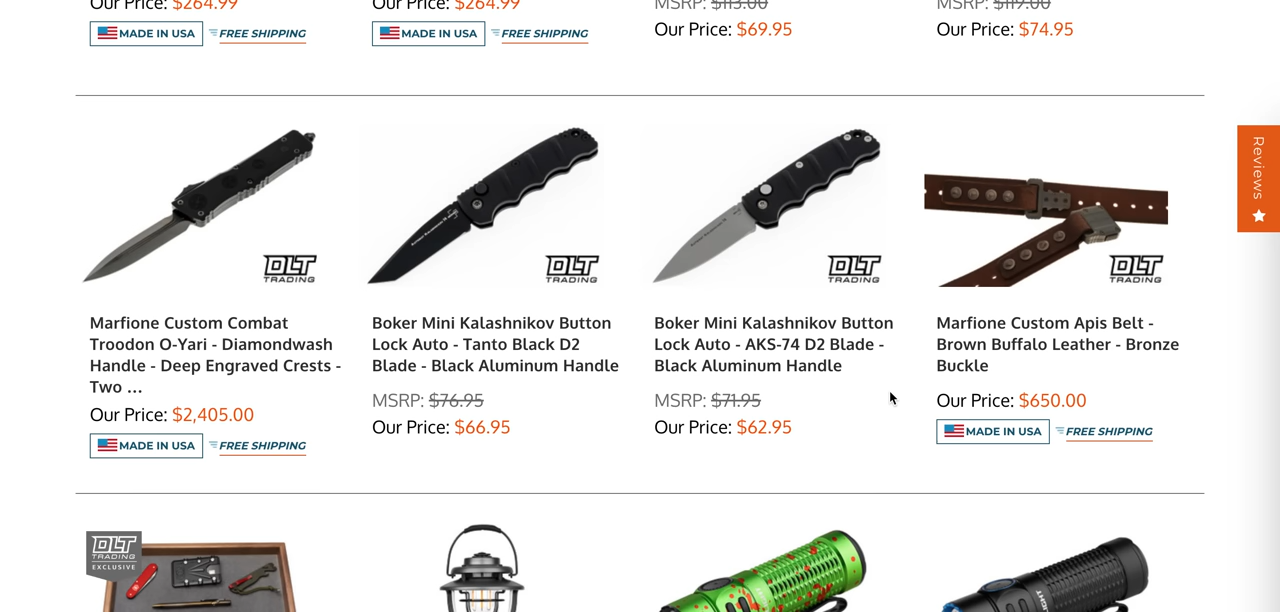 Our Price: $264.99
Our Price: $264.99
MSRP: $113.00
MSRP: $119.00
MADE IN USA
FREE SHIPPING
MADE IN USA
FREE SHIPPING
Our Price: $69.95
Our Price: $74.95
Reviews
DLT
TRADING
DLT
TRADING
DLT
TRADING
DLT
TRADING
Marfione Custom Combat
Troodon O-Yari - Diamondwash
Handle - Deep Engraved Crests -
Two ...
Our Price: $2,405.00
MADE IN USA
FREE SHIPPING
Boker Mini Kalashnikov Button
Lock Auto - Tanto Black D2
Blade - Black Aluminum Handle
MSRP: $76.95
Our Price: $66.95
Boker Mini Kalashnikov Button
Lock Auto - AKS-74 D2 Blade -
Black Aluminum Handle
MSRP: $71.95
Our Price: $62.95
Marfione Custom Apis Belt -
Brown Buffalo Leather - Bronze
Buckle
Our Price: $650.00
MADE IN USA
FREE SHIPPING
DLT
TRADING
EXCLUSIVE